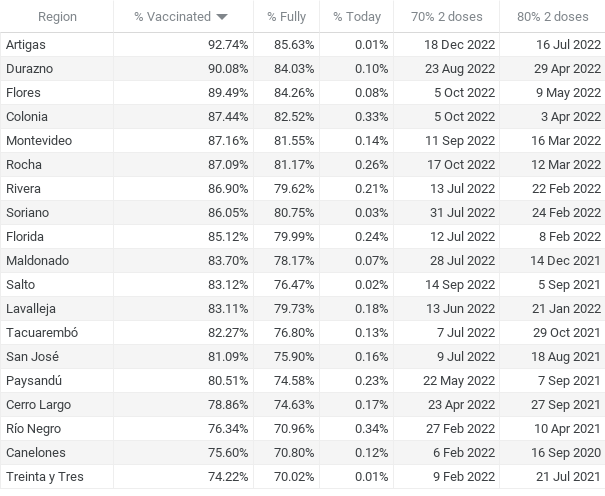 Region % Vaccinated % Fully % Today 70% 2 doses 80% 2 doses
Artigas 92.74% 85.63% 0.01% 18 Dec 2022 16 Jul 2022
Durazno 90.08% 84.03% 0.10% 23 Aug 2022 29 Apr 2022
Flores 89.49% 84.26% 0.08% 5 Oct 2022 9 May 2022
Colonia 87.44% 82.52% 0.33% 5 Oct 2022 3 Apr 2022
Montevideo 87.16% 81.55% 0.14% 11 Sep 2022 16 Mar 2022
Rocha 87.09% 81.17% 0.26% 17 Oct 2022 12 Mar 2022
Rivera 86.90% 79.62% 0.21% 13 Jul 2022 22 Feb 2022
Soriano 86.05% 80.75% 0.03% 31 Jul 2022 24 Feb 2022
Florida 85.12% 79.99% 0.24% 12 Jul 2022 8 Feb 2022
Maldonado 83.70% 78.17% 0.07% 28 Jul 2022 14 Dec 2021
Salto 83.12% 76.47% 0.02% 14 Sep 2022 5 Sep 2021
Lavalleja 83.11% 79.73% 0.18% 13 Jun 2022 21 Jan 2022
Tacuarembó 82.27% 76.80% 0.13% 7 Jul 2022 29 Oct 2021
San José 81.09% 75.90% 0.16% 9 Jul 2022 18 Aug 2021
Paysandú 80.51% 74.58% 0.23% 22 May 2022 7 Sep 2021
Cerro Largo 78.86% 74.63% 0.17% 23 Apr 2022 27 Sep 2021
Río Negro 76.34% 70.96% 0.34% 27 Feb 2022 10 Apr 2021
Canelones 75.60% 70.80% 0.12% 6 Feb 2022 16 Sep 2020
Treinta y Tres 74.22% 70.02% 0.01% 9 Feb 2022 21 Jul 2021